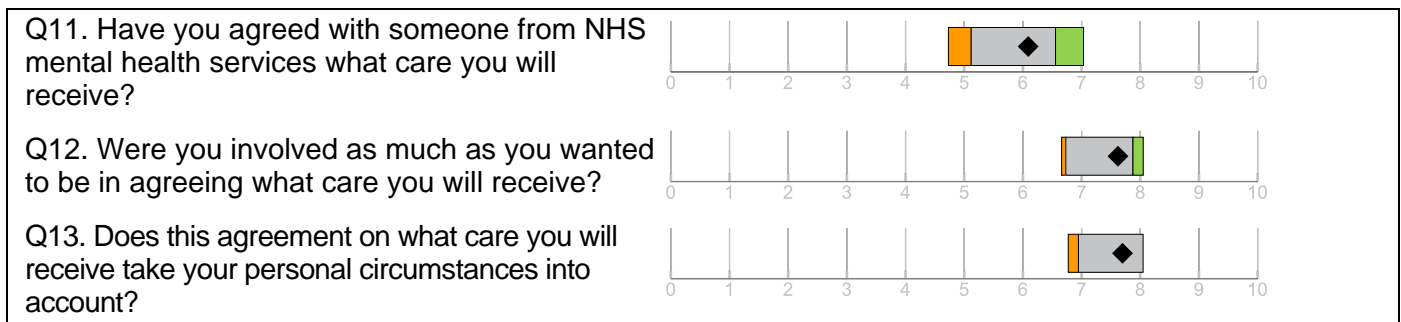 Q11. Have you agreed with someone from NHS
mental health services what care you will
receive?
0 1 2 3 4 5 6 7 8 9 10
Q12. Were you involved as much as you wanted
to be in agreeing what care you will receive?
0 1 2 3 4 5 6 7 8 9 10
Q13. Does this agreement on what care you will
receive take your personal circumstances into
account?
0 1 2 3 4 5 6 7 8 9 10